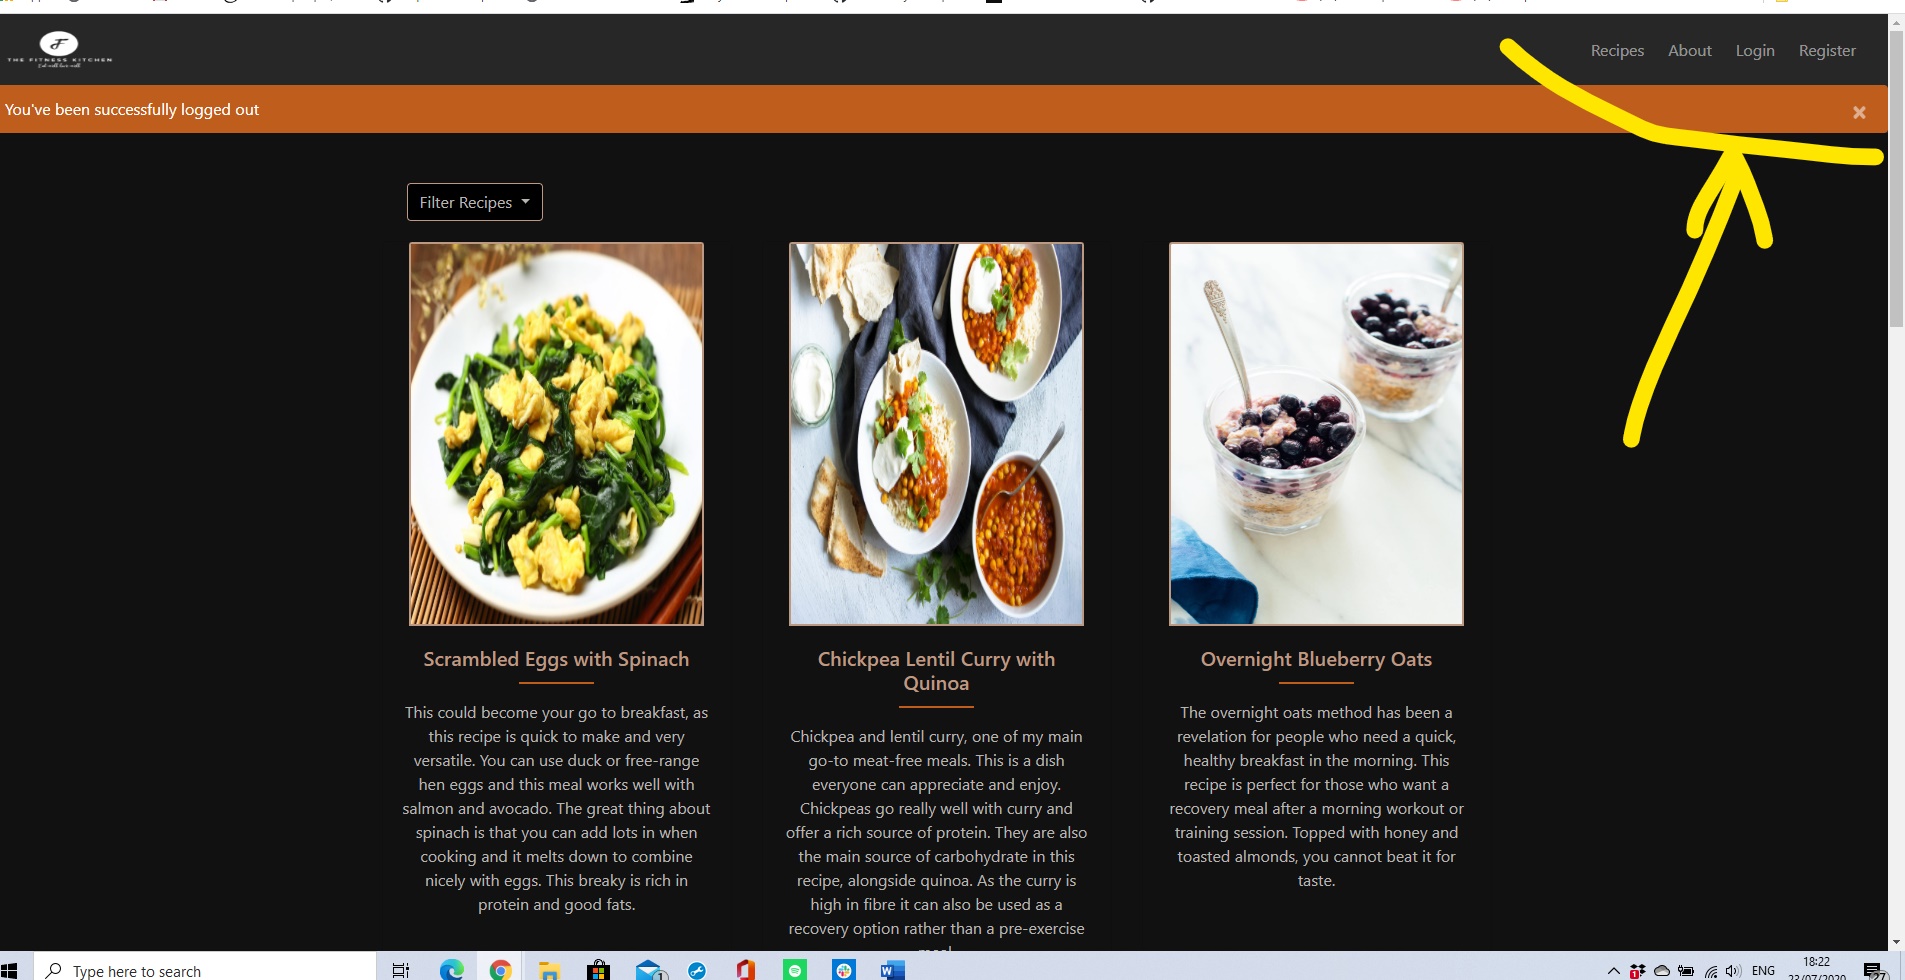 THE FITNESS KITCHEN
Recipes About Login Register
You've been successfully logged out
×
Filter Recipes
Scrambled Eggs with Spinach
This could become your go to breakfast, as
this recipe is quick to make and very
versatile. You can use duck or free-range
hen eggs and this meal works well with
salmon and avocado. The great thing about
spinach is that you can add lots in when
cooking and it melts down to combine
nicely with eggs. This breaky is rich in
protein and good fats.
Chickpea Lentil Curry with
Quinoa
Chickpea and lentil curry, one of my main
go-to meat-free meals. This is a dish
everyone can appreciate and enjoy.
Chickpeas go really well with curry and
offer a rich source of protein. They are also
the main source of carbohydrate in this
recipe, alongside quinoa. As the curry is
high in fibre it can also be used as a
recovery option rather than a pre-exercise
Overnight Blueberry Oats
The overnight oats method has been a
revelation for people who need a quick,
healthy breakfast in the morning. This
recipe is perfect for those who want a
recovery meal after a morning workout or
training session. Topped with honey and
toasted almonds, you cannot beat it for
taste.
Type here to search
ENG
18:22
23/07/2020
27